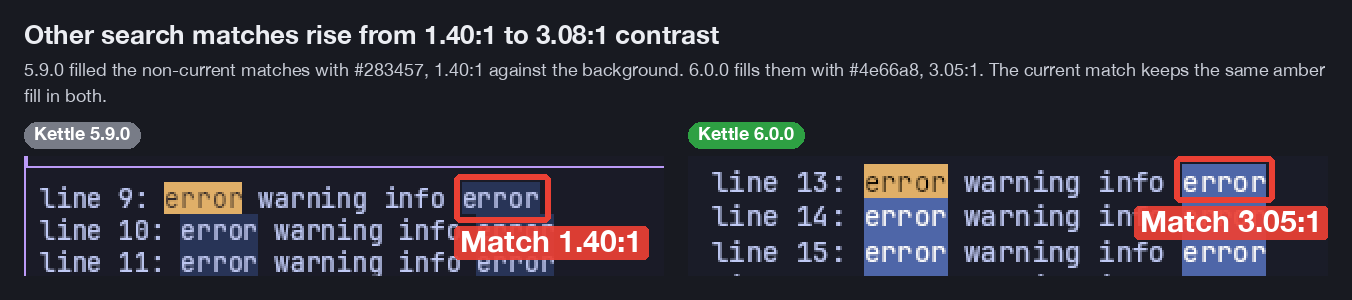 Other search matches rise from 1.40:1 to 3.08:1 contrast
5.9.0 filled the non-current matches with #283457, 1.40:1 against the background. 6.0.0 fills them with #4e66a8, 3.05:1. The current match keeps the same amber
fill in both.
Kettle 5.9.0
line 9: error warning info error
line 10: error warning info
Match 1.40:1
line 11: error warning info error
Kettle 6.0.0
line 13: error warning info error
line 14: error warning info
Match 3.05:1
line 15: error warning info error